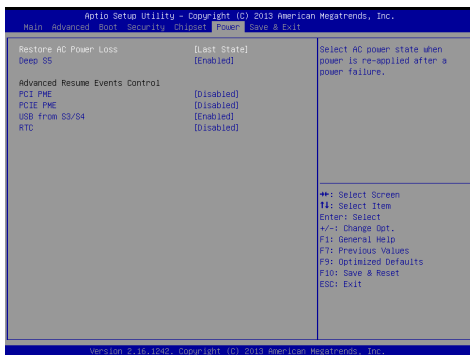 Aptio Setup Utility – Copyright (C) 2013 American Megatrends, Inc.
Main Advanced Boot Security Chipset Power Save & Exit
Restore AC Power Loss [Last State]
Deep S5 [Enabled]
Advanced Resume Events Control
PCI PME [Disabled]
PCIE PME [Disabled]
USB from S3/S4 [Enabled]
RTC [Disabled]
Select AC power state when
power is re-applied after a
power failure.
→←: Select Screen
↑↓: Select Item
Enter: Select
+/-: Change Opt.
F1: General Help
F7: Previous Values
F9: Optimized Defaults
F10: Save & Reset
ESC: Exit
Version 2.16.1242. Copyright (C) 2013 American Megatrends, Inc.